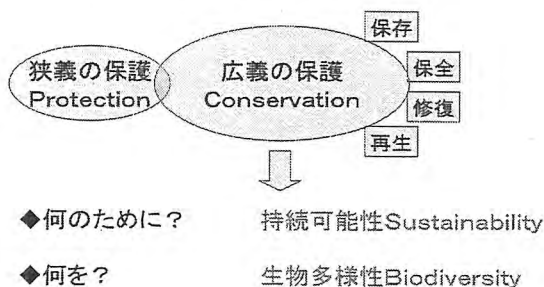 保存
狭義の保護
Protection
広義の保護
Conservation
保全
修復
再生
◆何のために？ 持続可能性Sustainability
◆何を？ 生物多様性Biodiversity